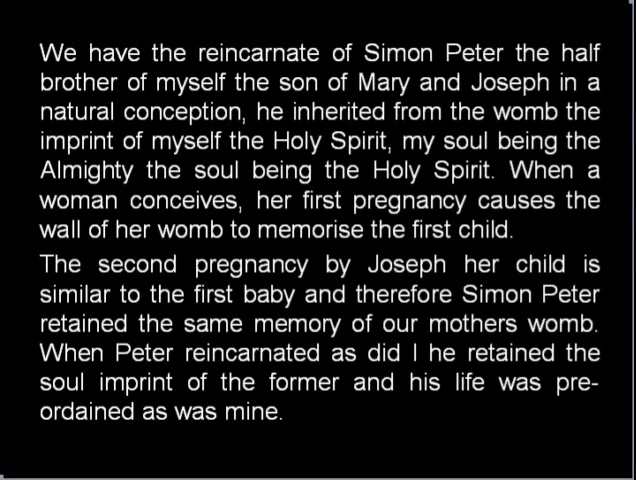 We have the reincarnate of Simon Peter the half
brother of myself the son of Mary and Joseph in a
natural conception, he inherited from the womb the
imprint of myself the Holy Spirit, my soul being the
Almighty the soul being the Holy Spirit. When a
woman conceives, her first pregnancy causes the
wall of her womb to memorise the first child.
The second pregnancy by Joseph her child is
similar to the first baby and therefore Simon Peter
retained the same memory of our mothers womb.
When Peter reincarnated as did I he retained the
soul imprint of the former and his life was pre-
ordained as was mine.